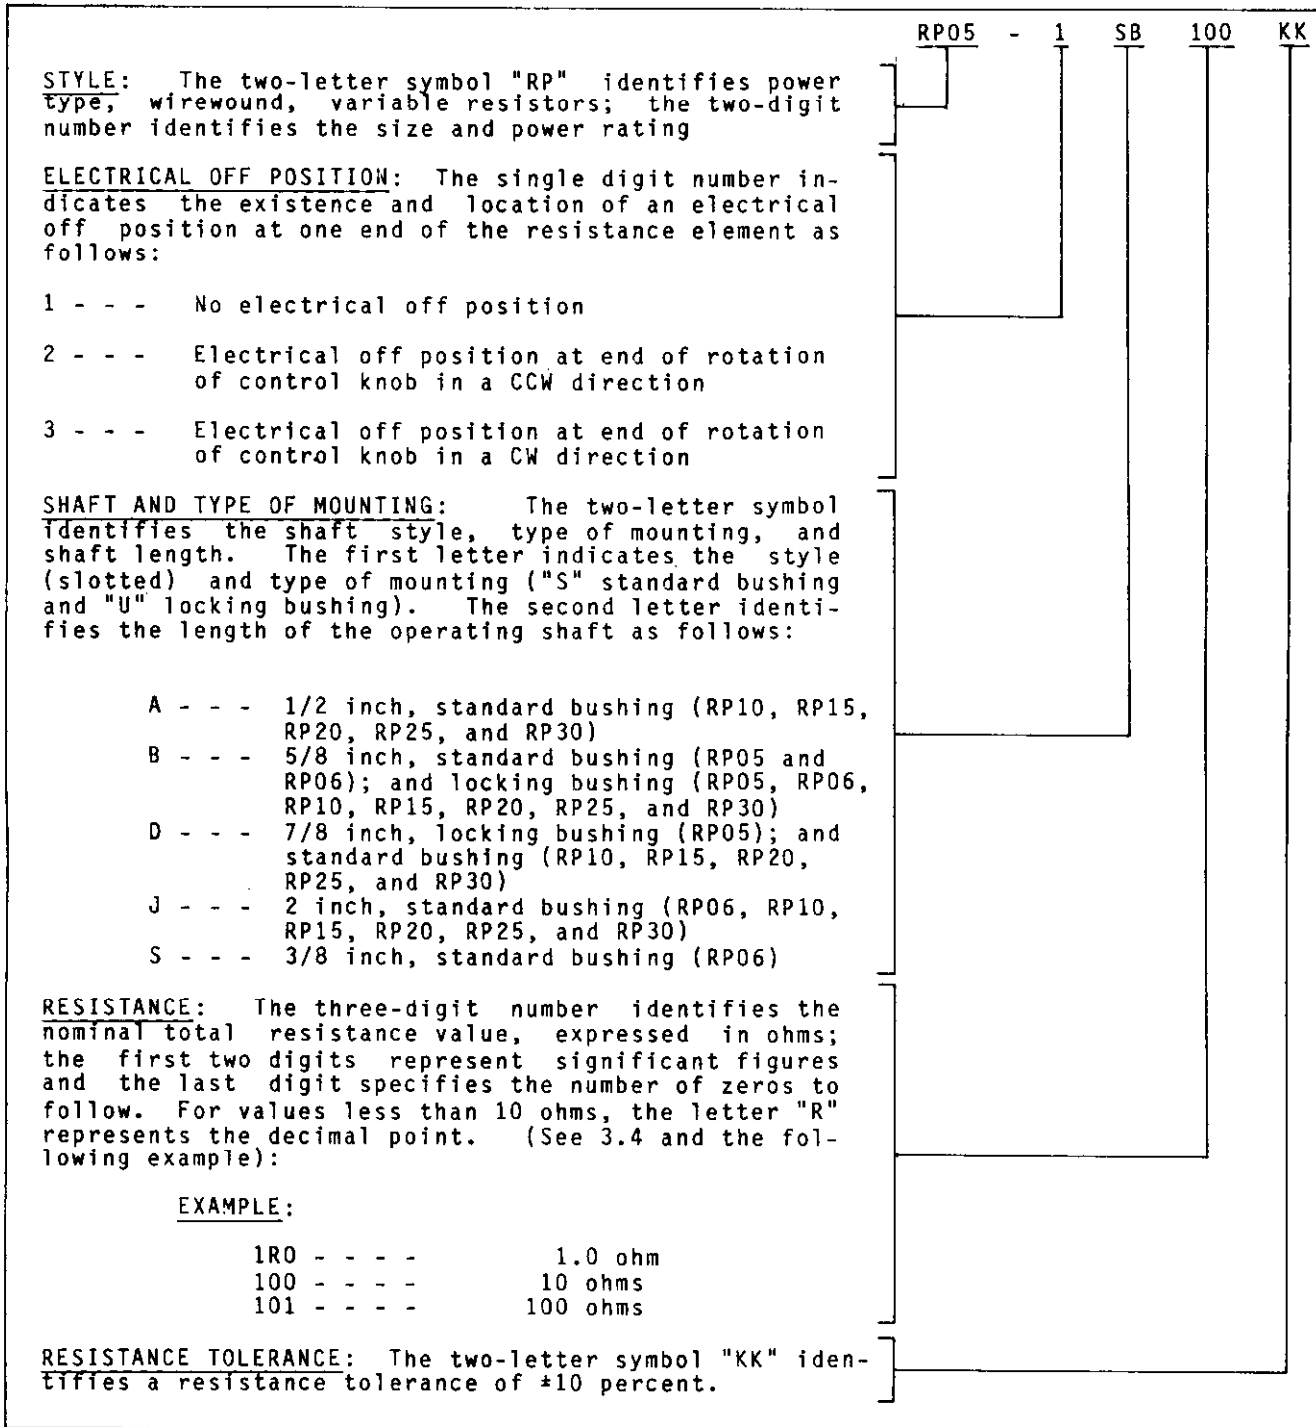 RP05 - 1 SB 100 KK
STYLE: The two-letter symbol "RP" identifies power
type, wirewound, variable resistors; the two-digit
number identifies the size and power rating
ELECTRICAL OFF POSITION: The single digit number in-
dicates the existence and location of an electrical
off position at one end of the resistance element as
follows:
1 - - - No electrical off position
2 - - - Electrical off position at end of rotation
of control knob in a CCW direction
3 - - - Electrical off position at end of rotation
of control knob in a CW direction
SHAFT AND TYPE OF MOUNTING: The two-letter symbol
identifies the shaft style, type of mounting, and
shaft length. The first letter indicates the style
(slotted) and type of mounting ("S" standard bushing
and "U" locking bushing). The second letter identi-
fies the length of the operating shaft as follows:
A - - - 1/2 inch, standard bushing (RP10, RP15,
RP20, RP25, and RP30)
B - - - 5/8 inch, standard bushing (RP05 and
RP06); and locking bushing (RP05, RP06,
RP10, RP15, RP20, RP25, and RP30)
D - - - 7/8 inch, locking bushing (RP05); and
standard bushing (RP10, RP15, RP20,
RP25, and RP30)
J - - - 2 inch, standard bushing (RP06, RP10,
RP15, RP20, RP25, and RP30)
S - - - 3/8 inch, standard bushing (RP06)
RESISTANCE: The three-digit number identifies the
nominal total resistance value, expressed in ohms;
the first two digits represent significant figures
and the last digit specifies the number of zeros to
follow. For values less than 10 ohms, the letter "R"
represents the decimal point. (See 3.4 and the fol-
lowing example):
EXAMPLE:
1R0 - - - - 1.0 ohm
100 - - - - 10 ohms
101 - - - - 100 ohms
RESISTANCE TOLERANCE: The two-letter symbol "KK" iden-
tifies a resistance tolerance of ±10 percent.